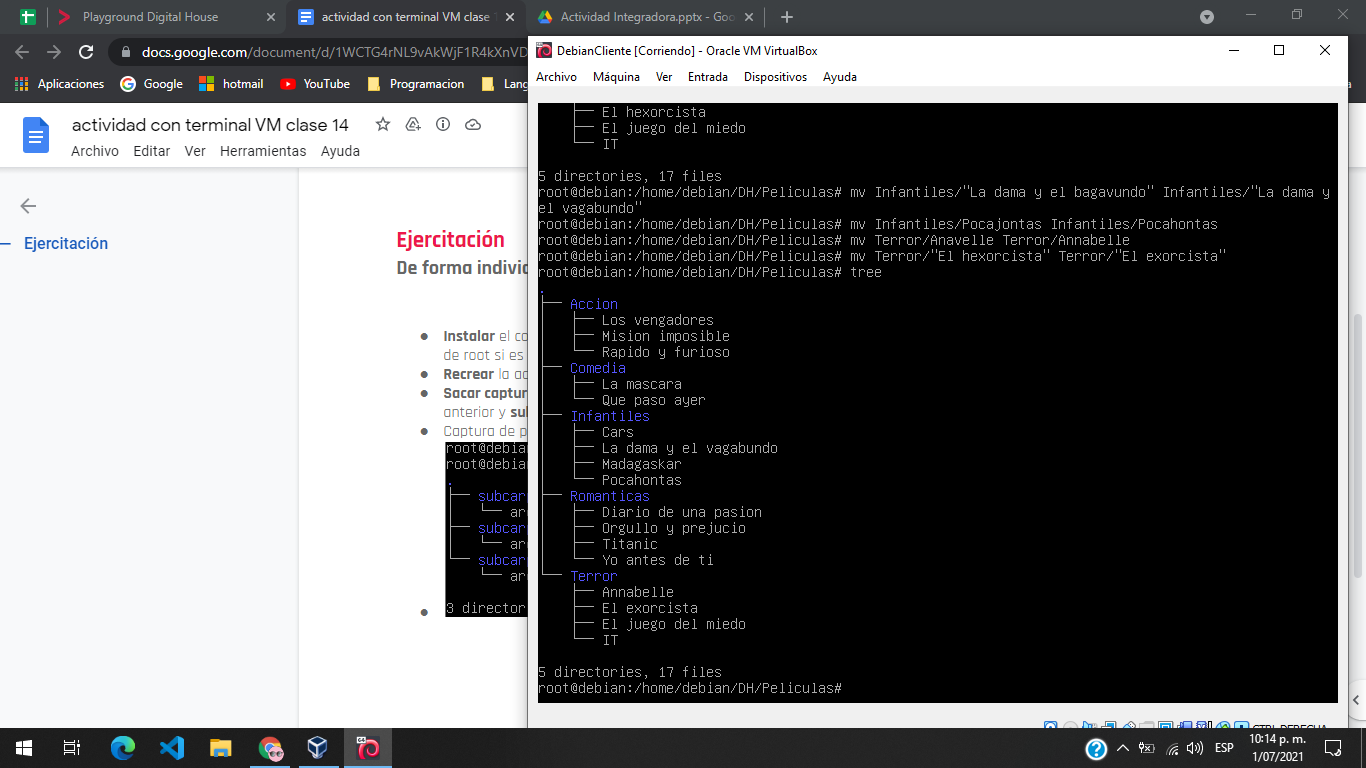 Playground Digital House
actividad con terminal VM clase 1
Actividad Integradora.pptx - Goo
docs.google.com/document/d/1WCTG4rNL9vAkWjF1R4kXnVD
Aplicaciones
Google
hotmail
YouTube
Programacion
Lang
actividad con terminal VM clase 14
Archivo Editar Ver Herramientas Ayuda
Ejercitación
Ejercitación
De forma individ
Instalar el co
de root si es
Recrear la ac
Sacar captur
anterior y sul
Captura de p
root@debia
root@debia
.
├── subcar
│   └── ar
├── subcar
│   └── ar
└── subcar
    └── ar
3 director
DebianCliente [Corriendo] - Oracle VM VirtualBox
Archivo Máquina Ver Entrada Dispositivos Ayuda
├── El hexorcista
├── El juego del miedo
└── IT
5 directories, 17 files
root@debian:/home/debian/DH/Peliculas# mv Infantiles/"La dama y el bagavundo" Infantiles/"La dama y
el vagabundo"
root@debian:/home/debian/DH/Peliculas# mv Infantiles/Pocajontas Infantiles/Pocahontas
root@debian:/home/debian/DH/Peliculas# mv Terror/Anavelle Terror/Annabelle
root@debian:/home/debian/DH/Peliculas# mv Terror/"El hexorcista" Terror/"El exorcista"
root@debian:/home/debian/DH/Peliculas# tree
.
├── Accion
│   ├── Los vengadores
│   ├── Mision imposible
│   └── Rapido y furioso
├── Comedia
│   ├── La mascara
│   └── Que paso ayer
├── Infantiles
│   ├── Cars
│   ├── La dama y el vagabundo
│   ├── Madagaskar
│   └── Pocahontas
├── Romanticas
│   ├── Diario de una pasion
│   ├── Orgullo y prejucio
│   ├── Titanic
│   └── Yo antes de ti
└── Terror
    ├── Annabelle
    ├── El exorcista
    ├── El juego del miedo
    └── IT
5 directories, 17 files
root@debian:/home/debian/DH/Peliculas#
CTRL DERECHA
ESP
10:14 p. m.
1/07/2021